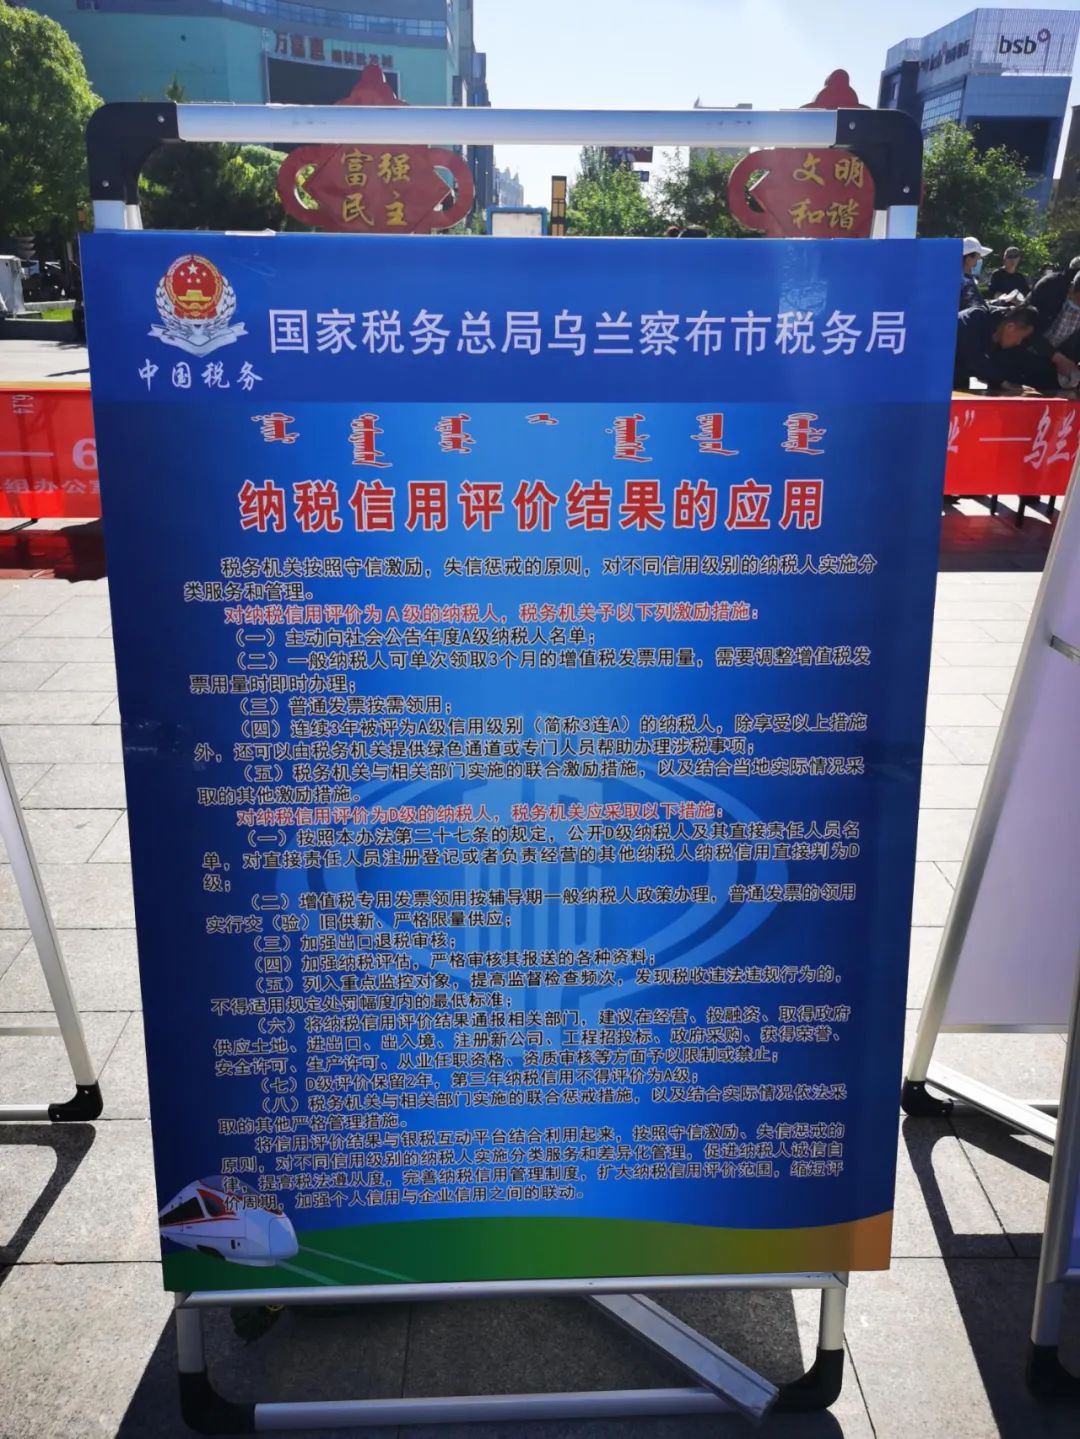 bsb
富强
民主
文明
和谐
中国税务
国家税务总局乌兰察布市税务局
纳税信用评价结果的应用
税务机关按照守信激励，失信惩戒的原则，对不同信用级别的纳税人实施分
类服务和管理。
对纳税信用评价为A级的纳税人，税务机关予以下列激励措施：
（一）主动向社会公告年度A级纳税人名单；
（二）一般纳税人可单次领取3个月的增值税发票用量，需要调整增值税发
票用量时即时办理；
（三）普通发票按需领用；
（四）连续3年被评为A级信用级别（简称3连A）的纳税人，除享受以上措施
外，还可以由税务机关提供绿色通道或专门人员帮助办理涉税事项；
（五）税务机关与相关部门实施的联合激励措施，以及结合当地实际情况采
取的其他激励措施。
对纳税信用评价为D级的纳税人，税务机关应采取以下措施：
（一）按照本办法第二十七条的规定，公开D级纳税人及其直接责任人员名
单，对直接责任人员注册登记或者负责经营的其他纳税人纳税信用直接判为D
级；
（二）增值税专用发票领用按辅导期一般纳税人政策办理，普通发票的领用
实行交（验）旧供新、严格限量供应；
（三）加强出口退税审核；
（四）加强纳税评估，严格审核其报送的各种资料；
（五）列入重点监控对象，提高监督检查频次，发现税收违法违规行为的，
不得适用规定处罚幅度内的最低标准；
（六）将纳税信用评价结果通报相关部门，建议在经营、投融资、取得政府
供应土地、进出口、出入境、注册新公司、工程招投标、政府采购、获得荣誉、
安全许可、生产许可、从业任职资格、资质审核等方面予以限制或禁止；
（七）D级评价保留2年，第三年纳税信用不得评价为A级；
（八）税务机关与相关部门实施的联合惩戒措施，以及结合实际情况依法采
取的其他严格管理措施。
将信用评价结果与银税互动平台结合利用起来，按照守信激励、失信惩戒的
原则，对不同信用级别的纳税人实施分类服务和差异化管理，促进纳税人诚信自
律，提高税法遵从度，完善纳税信用管理制度，扩大纳税信用评价范围，缩短评
价周期，加强个人信用与企业信用之间的联动。